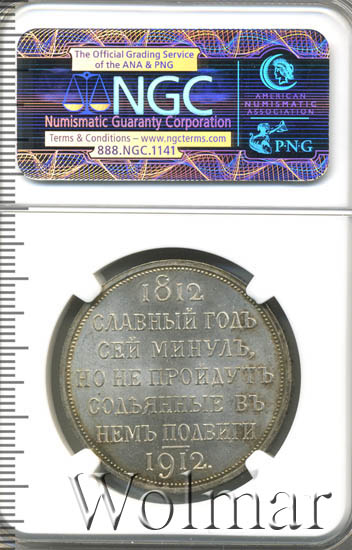 The Official Grading Service
of the ANA & PNG
NGC
Numismatic Guaranty Corporation
Terms & Conditions – www.ngcterms.com
888.NGC.1141
AMERICAN
NUMISMATIC
ASSOCIATION
P·N·G
1812
СЛАВНЫЙ ГОДЪ
СЕЙ МИНУЛЪ,
НО НЕ ПРОЙДУТЪ
СОДѢЯННЫЕ ВЪ
НЕМЪ ПОДВИГИ
1912.
Wolmar